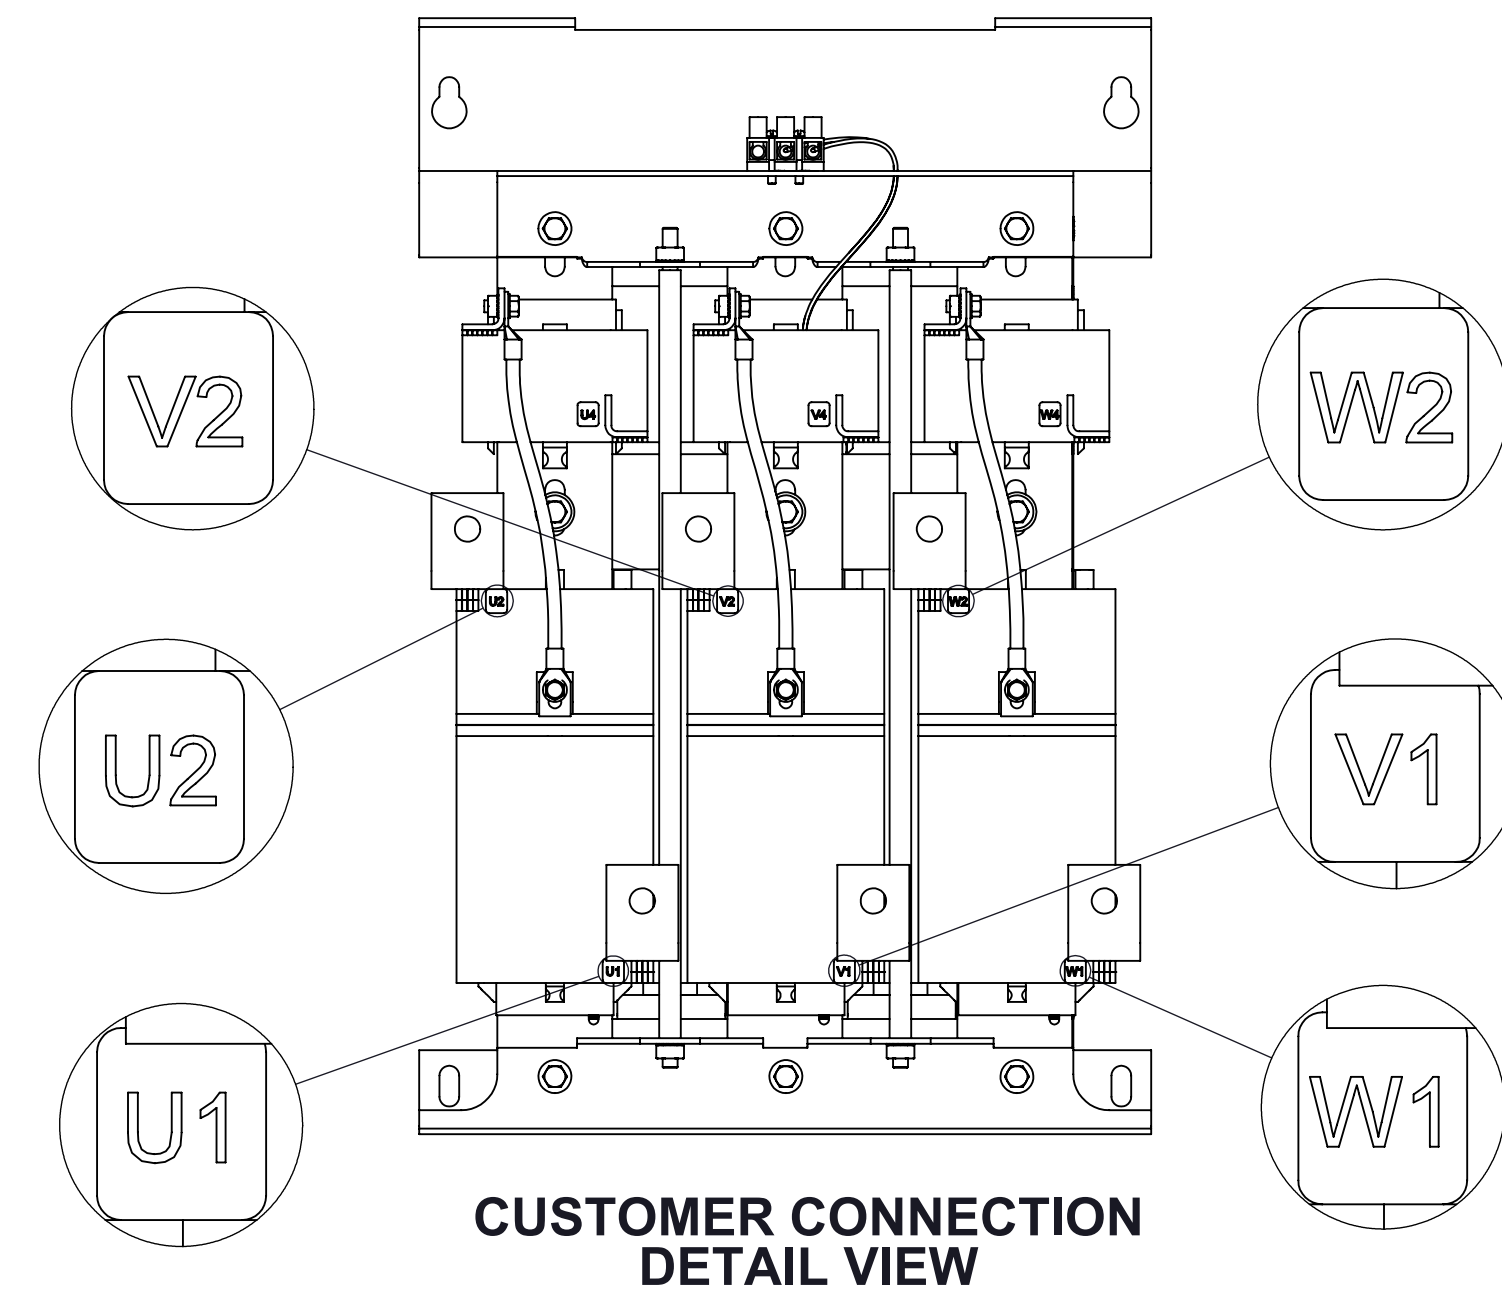 V2
W2
U4
V4
W4
U2
V2
W2
U2
V1
U1
V1
W1
U1
W1
CUSTOMER CONNECTION
DETAIL VIEW